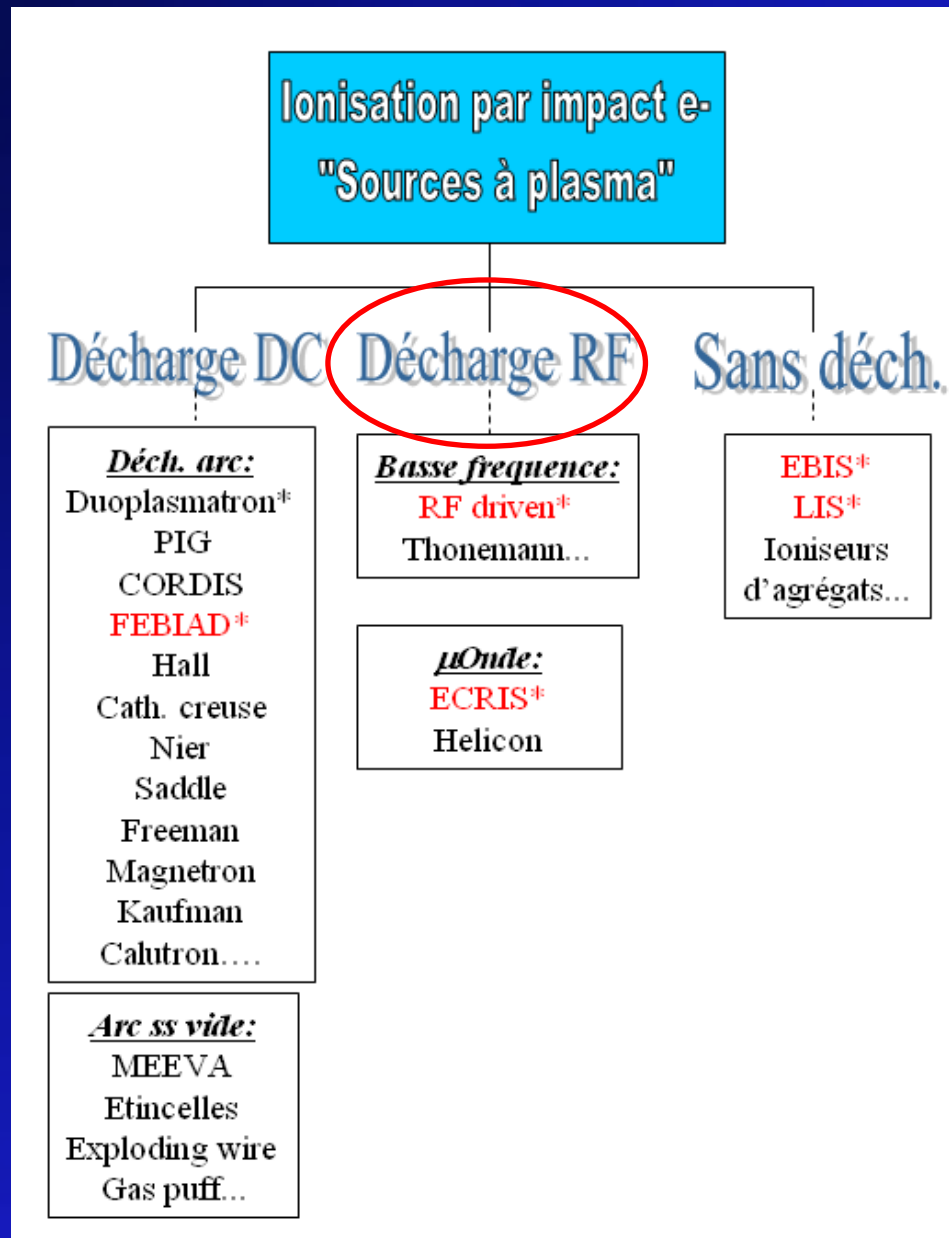 Ionisation par impact e-
"Sources à plasma"
Décharge DC
Déch. arc:
Duoplasmatron*
PIG
CORDIS
FEBIAD*
Hall
Cath. creuse
Nier
Saddle
Freeman
Magnetron
Kaufman
Calutron....
Arc ss vide:
MEEVA
Etincelles
Exploding wire
Gas puff...
Décharge RF
Basse frequence:
RF driven*
Thonemann...
µOnde:
ECRIS*
Helicon
Sans déch.
EBIS*
LIS*
Ioniseurs
d'agrégats...